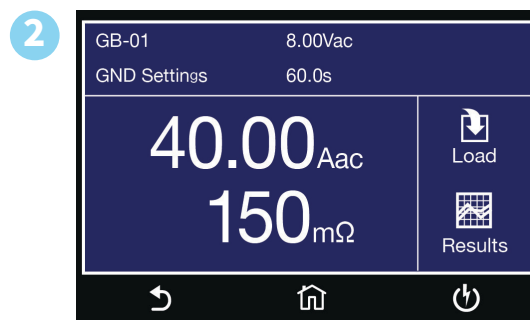 2
GB-01 8.00Vac
GND Settings 60.0s
40.00Aac
Load
150mΩ
Results